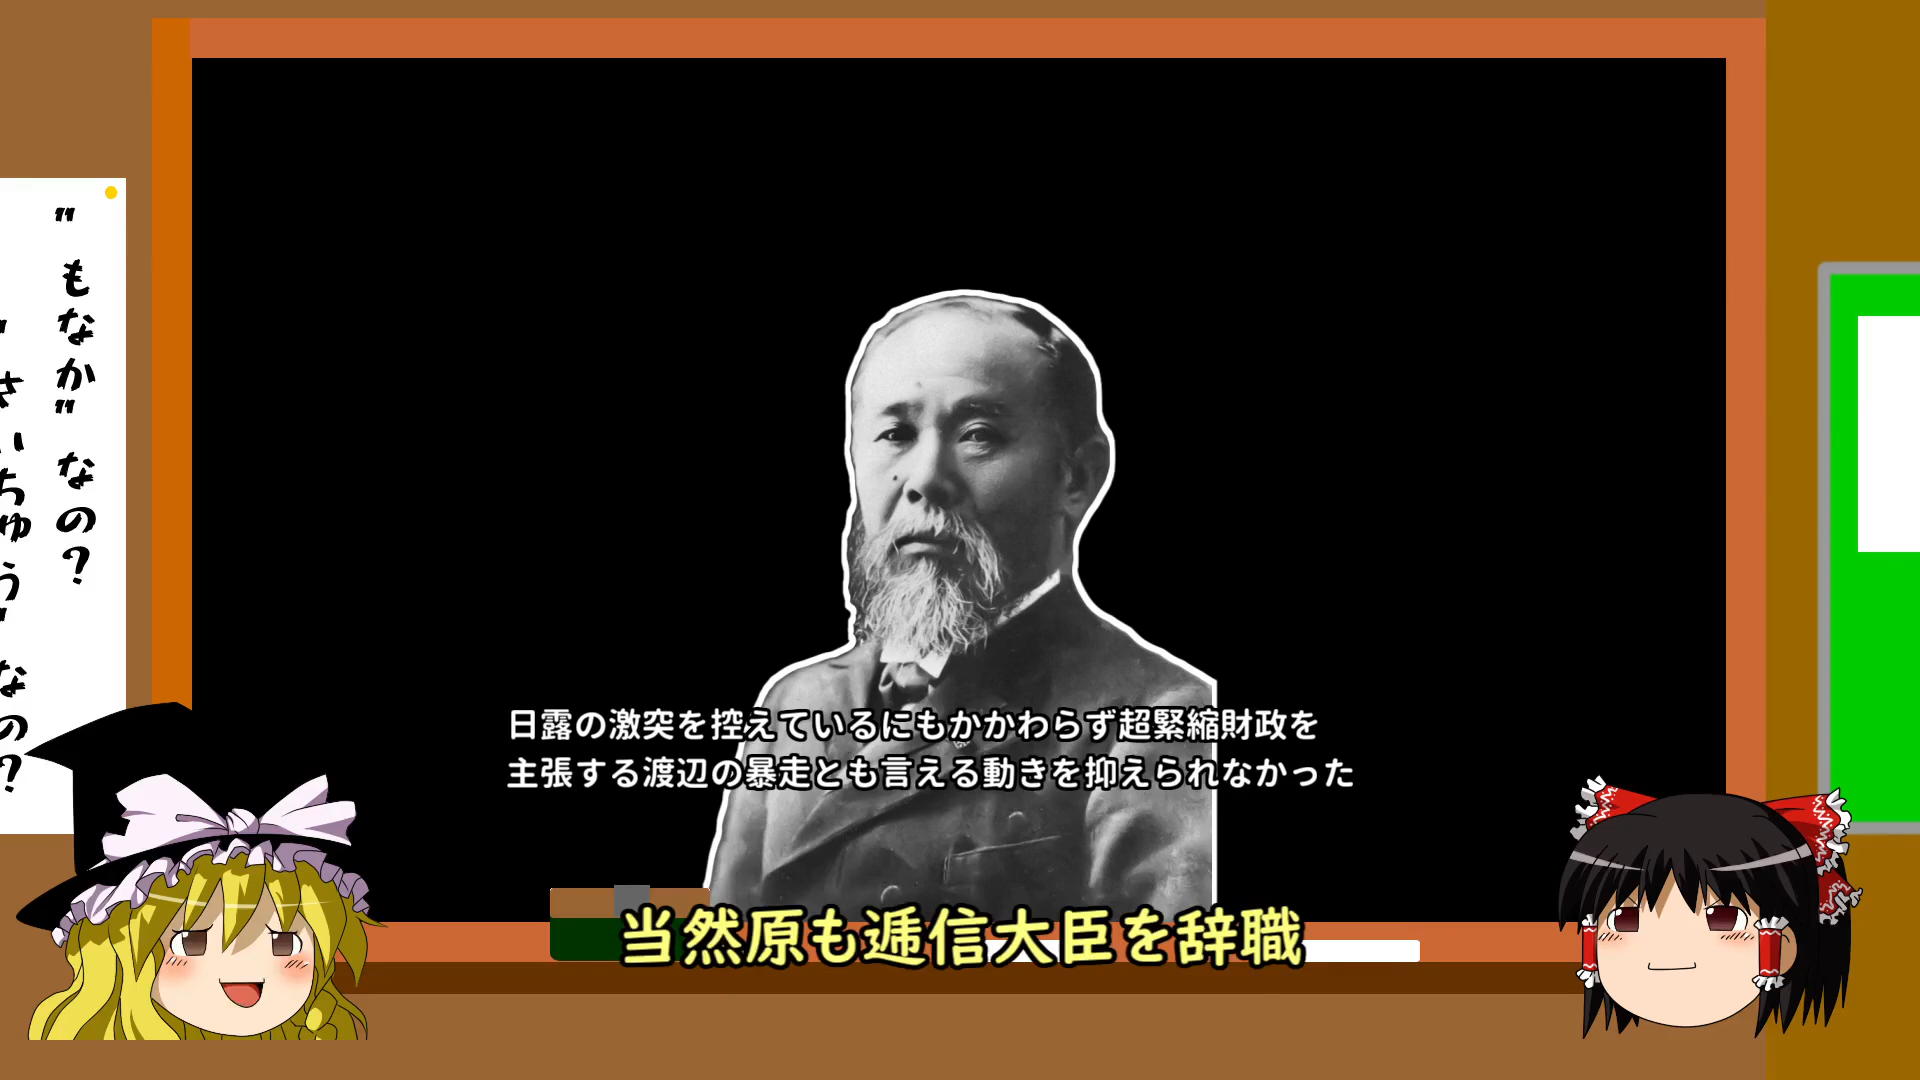 "もなか"なの?
"さいちゅう"なの?
日露の激突を控えているにもかかわらず超緊縮財政を
主張する渡辺の暴走とも言える動きを抑えられなかった
当然原も逓信大臣を辞職